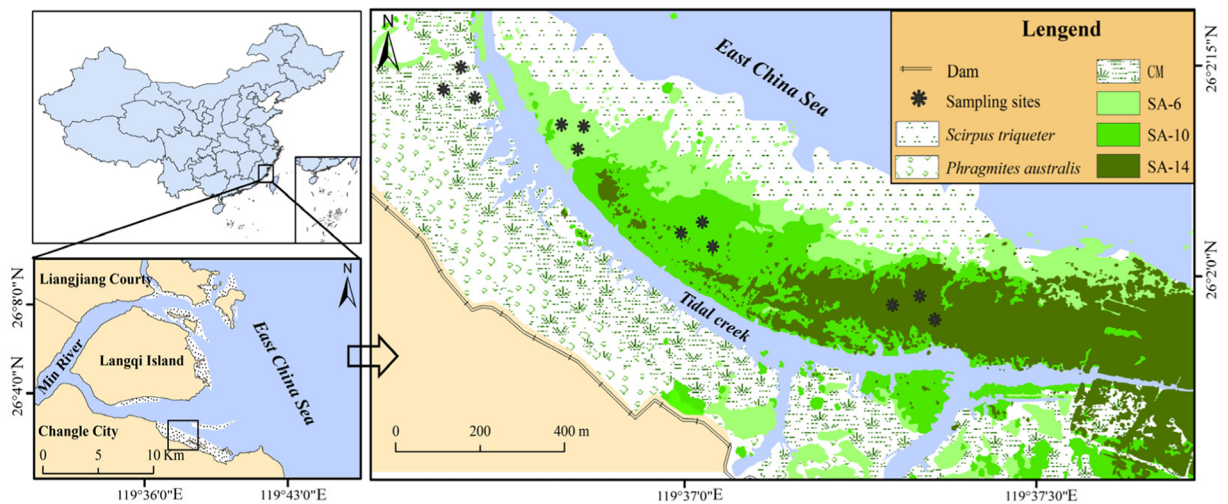 N
Liangjiang Courty
Min River
Langqi Island
East China Sea
Changle City
0 5 10 Km
26°8'0"N
26°4'0"N
119°36'0"E
119°43'0"E
N
East China Sea
Tidal creek
0 200 400 m
Lengend
Dam
Sampling sites
Scirpus triqueter
Phragmites australis
CM
SA-6
SA-10
SA-14
26°2'15"N
26°2'0"N
119°37'0"E
119°37'30"E